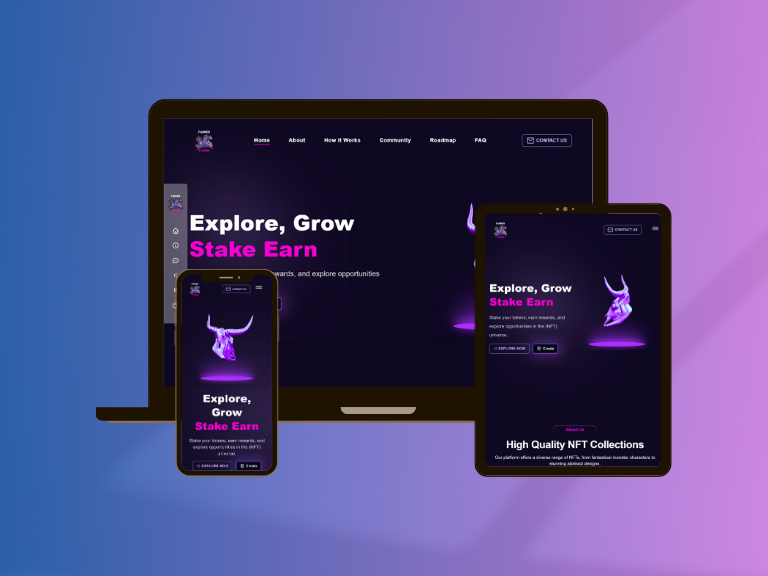 Home About How It Works Community Roadmap FAQ CONTACT US
Explore, Grow
Stake Earn
wards, and explore opportunities
CONTACT US
Explore, Grow
Stake Earn
Stake your tokens, earn rewards, and
explore opportunities in the (NFT)
universe.
EXPLORE NOW Create
About Us
High Quality NFT Collections
Our platform offers a diverse range of NFTs, from fantastical monster characters to
stunning abstract designs.
CONTACT US
Explore,
Grow
Stake Earn
Stake your tokens, earn rewards, and
explore opportunities in the (NFT)
universe.
EXPLORE NOW Create